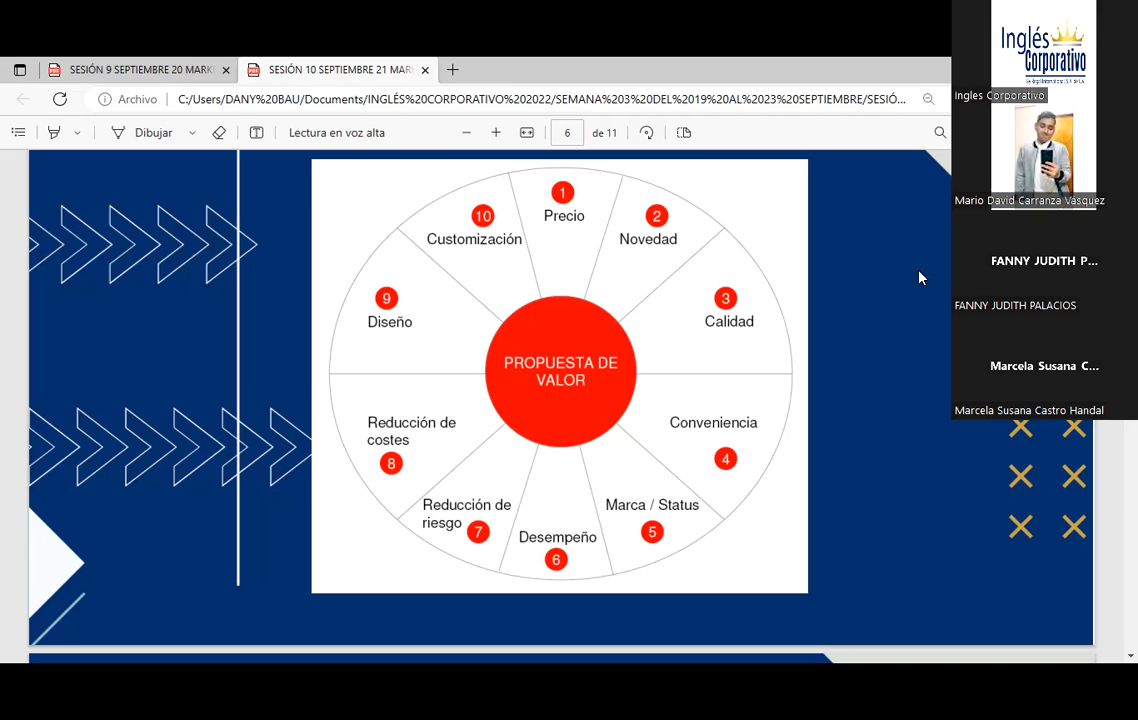 SESIÓN 9 SEPTIEMBRE 20 MARK
SESIÓN 10 SEPTIEMBRE 21 MAR
Archivo
C:/Users/DANY%20BAU/Documents/INGLÉS%20CORPORATIVO%202022/SEMANA%203%20DEL%2019%20AL%2023%20SEPTIEMBRE/SESIÓ...
Dibujar
Lectura en voz alta
6
de 11
1
Precio
2
Novedad
3
Calidad
Conveniencia
4
Marca / Status
5
Desempeño
6
Reducción de
riesgo
7
Reducción de
costes
8
9
Diseño
10
Customización
PROPUESTA DE
VALOR
Inglés
Corporativo
Ingles Corporativo
Mario David Carranza Vásquez
FANNY JUDITH P...
FANNY JUDITH PALACIOS
Marcela Susana C...
Marcela Susana Castro Handal